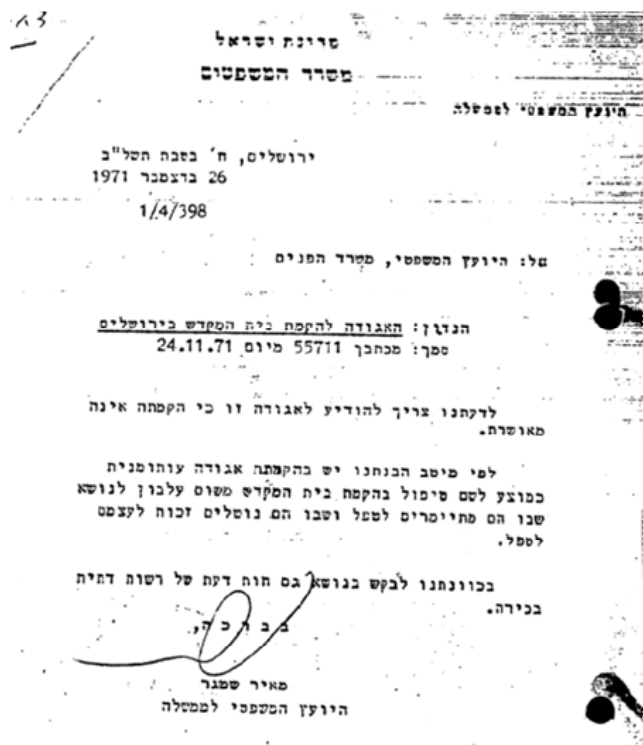 מדינת ישראל
משרד המשפטים
היועץ המשפטי לממשלה
ירושלים, ח' בטבת תשל"ב
26 בדצמבר 1971
1/4/398
אל: היועץ המשפטי, משרד הפנים
הנדון: האגודה להקמת בית המקדש בירושלים
סמך: מכתבך 55711 מיום 24.11.71
לדעתנו צריך להודיע לאגודה זו כי הקמתה אינה
מאושרת.
לפי מיטב הבנתנו יש בהקמתה אגודה עותומנית
כמוצע לשם טיפול בהקמת בית המקדש משום עלבון לנושא
שבו הם מתיימרים לטפל ושבו הם נוטלים זכות לעצמם
לטפל.
בכוונתנו לבקש בנושא גם חות דעת של רשות דתית
בכירה.
ב ב ר כ ה,
מאיר שמגר
היועץ המשפטי לממשלה